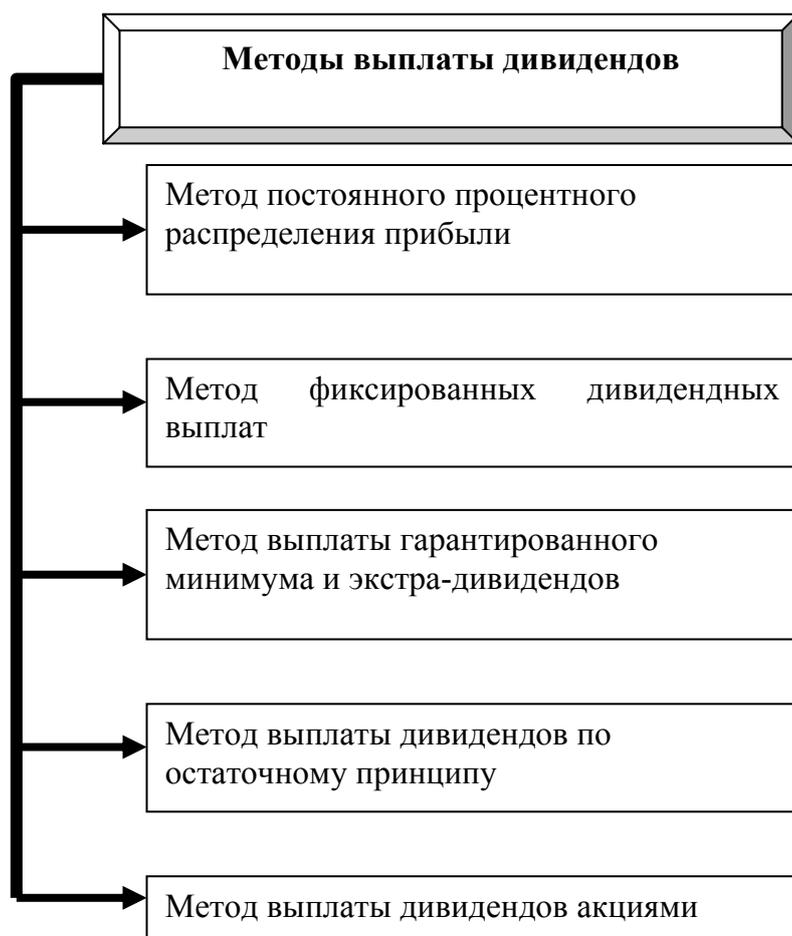 Методы выплаты дивидендов
Метод постоянного процентного
распределения прибыли
Метод фиксированных дивидендных
выплат
Метод выплаты гарантированного
минимума и экстра-дивидендов
Метод выплаты дивидендов по
остаточному принципу
Метод выплаты дивидендов акциями